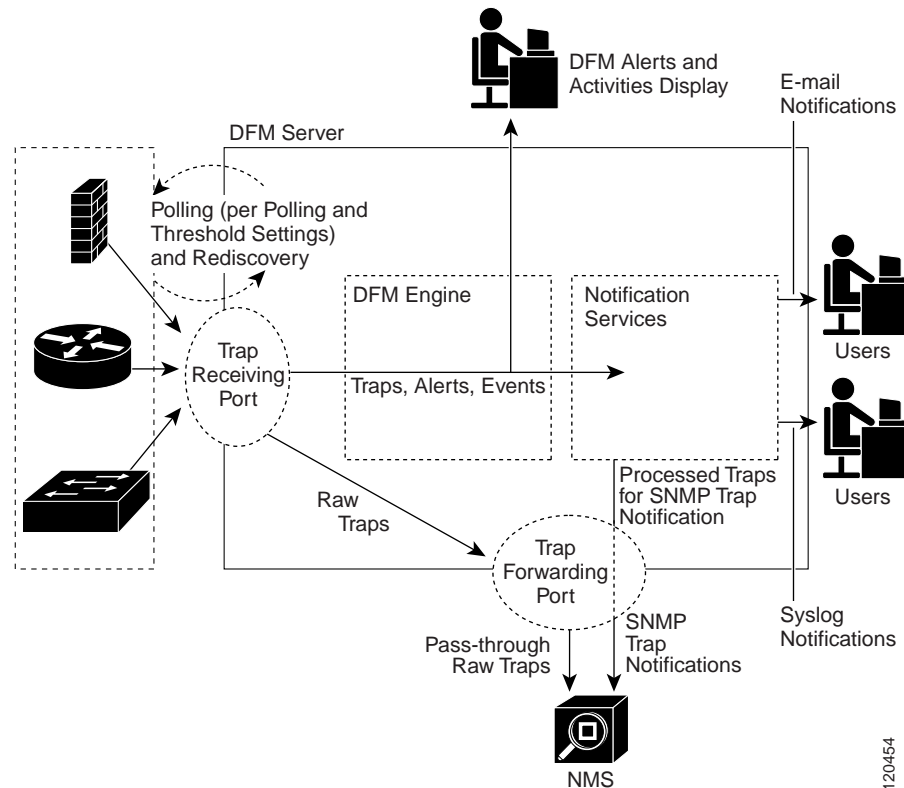 DFM Alerts and
Activities Display
E-mail
Notifications
DFM Server
Polling (per Polling and
Threshold Settings)
and Rediscovery
DFM Engine
Notification
Services
Trap
Receiving
Port
Traps, Alerts, Events
Users
Users
Raw
Traps
Processed Traps
for SNMP Trap
Notification
Trap
Forwarding
Port
Pass-through
Raw Traps
SNMP
Trap
Notifications
Syslog
Notifications
NMS
120454